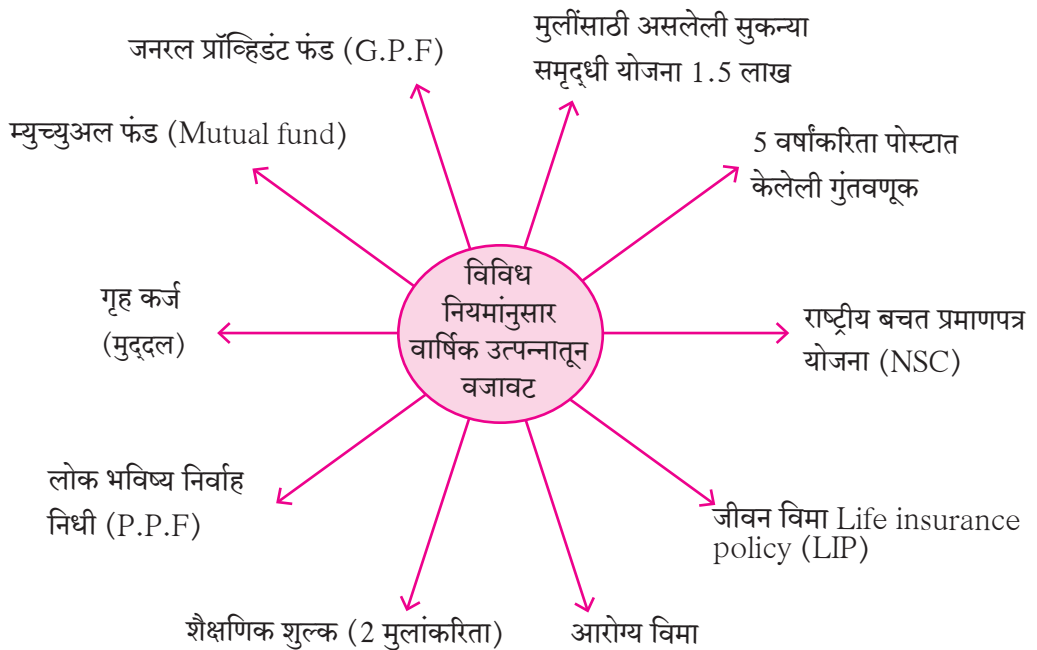 जनरल प्रॉव्हिडंट फंड (G.P.F)
मुलींसाठी असलेली सुकन्या
समृद्धी योजना 1.5 लाख
म्युच्युअल फंड (Mutual fund)
5 वर्षांकरिता पोस्टात
केलेली गुंतवणूक
विविध
नियमांनुसार
वार्षिक उत्पन्नातून
वजावट
गृह कर्ज
(मुद्दल)
राष्ट्रीय बचत प्रमाणपत्र
योजना (NSC)
लोक भविष्य निर्वाह
निधी (P.P.F)
जीवन विमा Life insurance
policy (LIP)
शैक्षणिक शुल्क (2 मुलांकरिता)
आरोग्य विमा